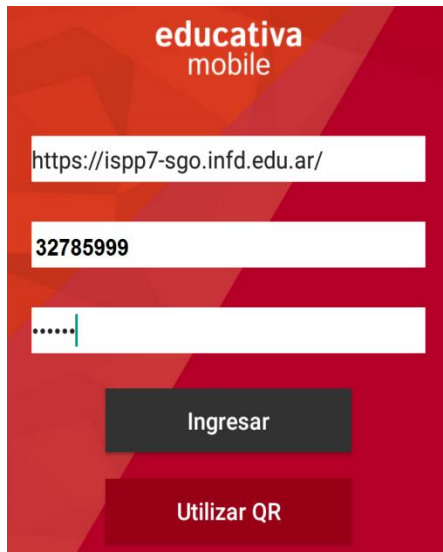 educativa
mobile
https://ispp7-sgo.infd.edu.ar/
32785999
••••••
Ingresar
Utilizar QR